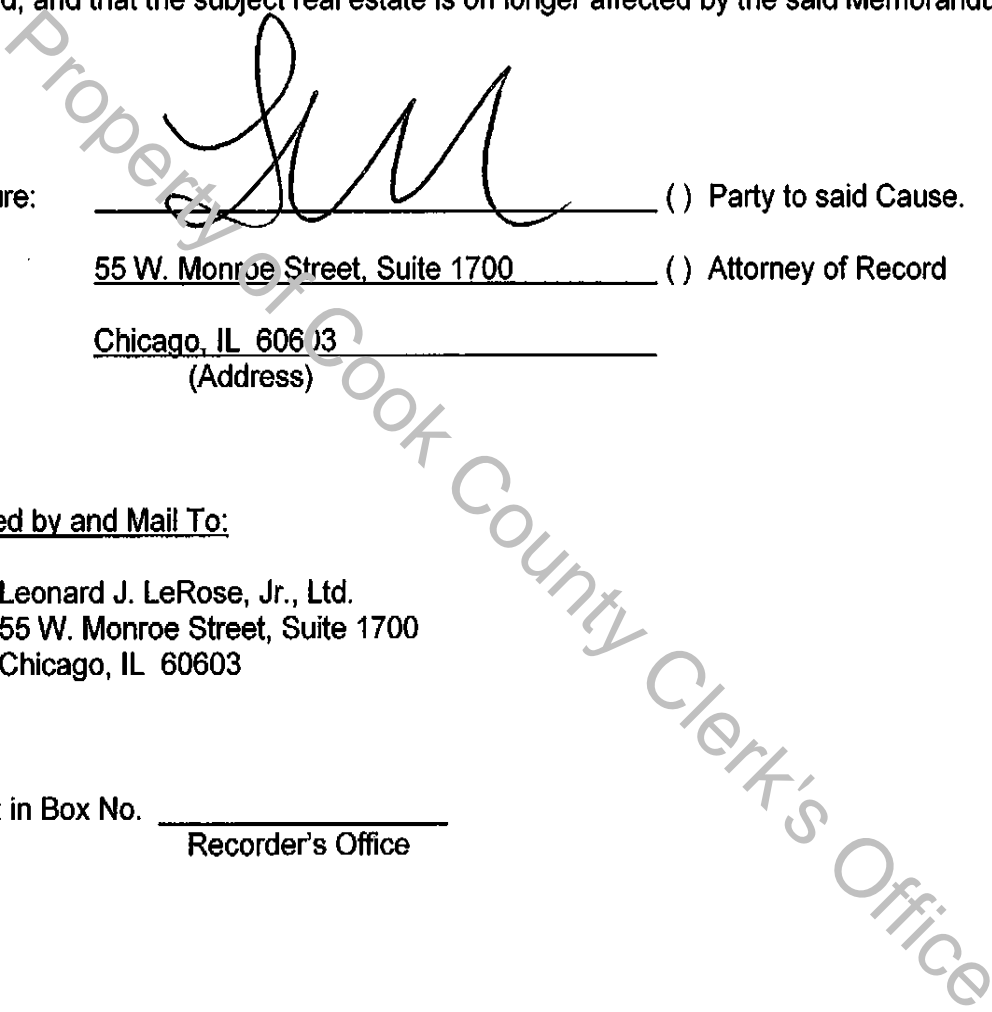 d, and that the subject real estate is on longer affected by the said Memorandu
ure: ( ) Party to said Cause.
55 W. Monroe Street, Suite 1700 ( ) Attorney of Record
Chicago, IL 60603
(Address)
ed by and Mail To:
Leonard J. LeRose, Jr., Ltd.
55 W. Monroe Street, Suite 1700
Chicago, IL 60603
in Box No.
Recorder's Office
Property of Cook County Clerk's Office